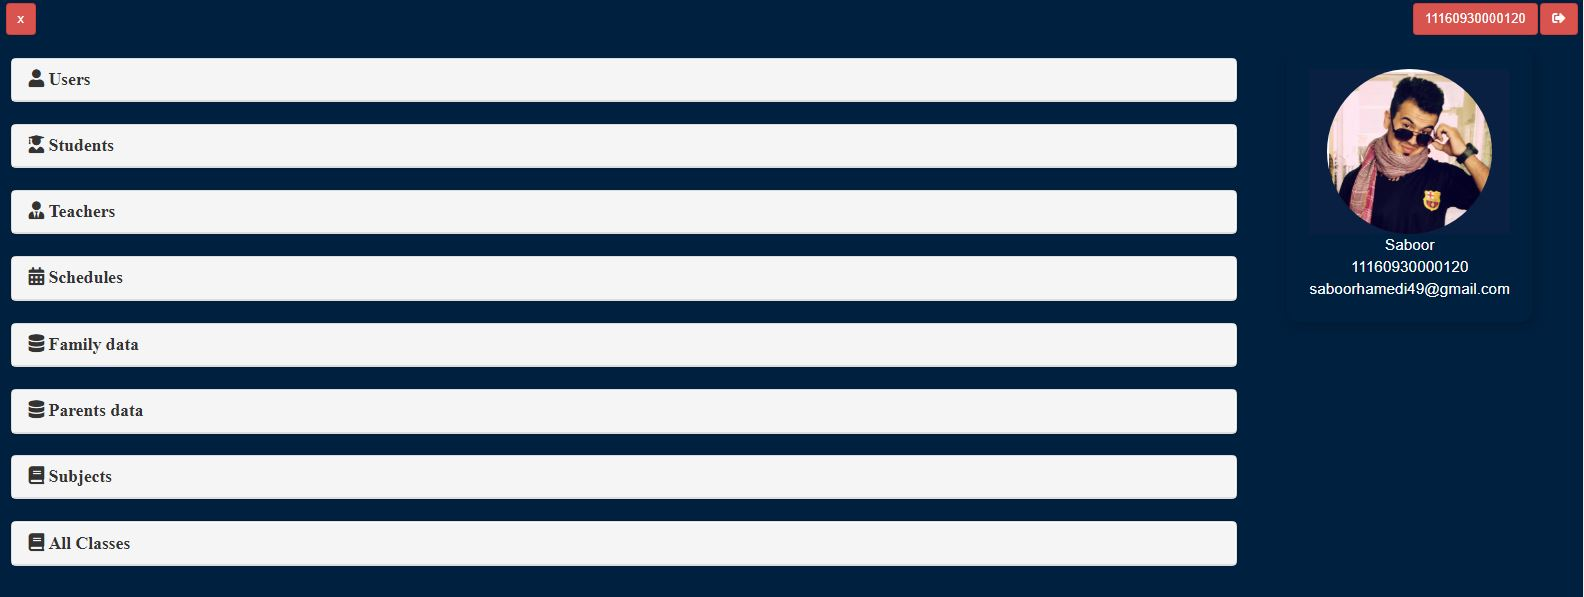 x
11160930000120
Users
Students
Teachers
Schedules
Family data
Parents data
Subjects
All Classes
Saboor
11160930000120
saboorhamedi49@gmail.com